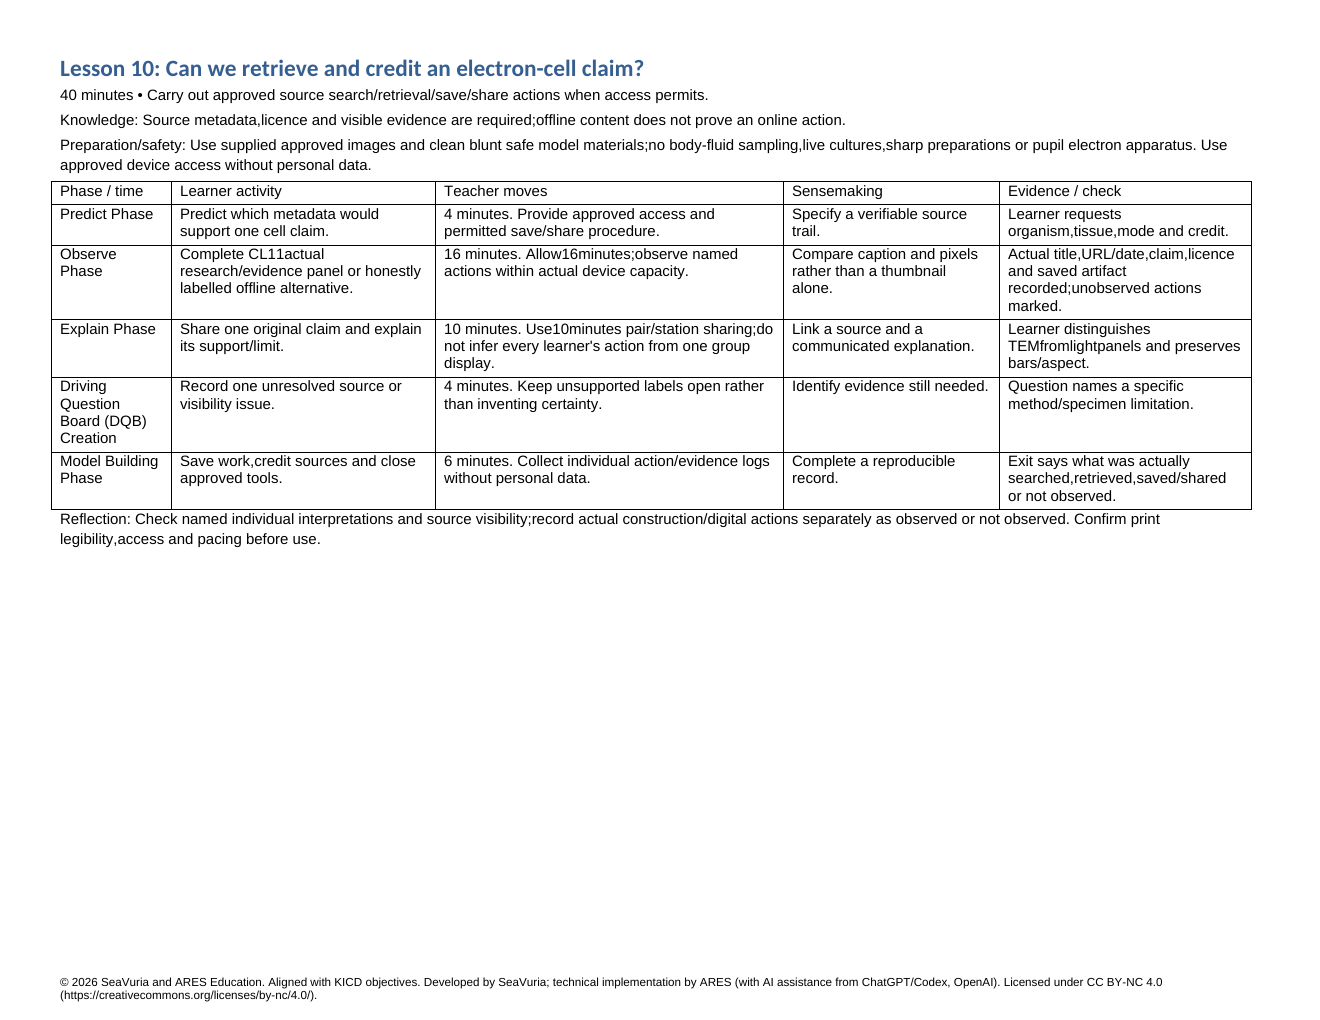 Lesson 10: Can we retrieve and credit an electron-cell claim?
40 minutes • Carry out approved source search/retrieval/save/share actions when access permits.
Knowledge: Source metadata,licence and visible evidence are required;offline content does not prove an online action.
Preparation/safety: Use supplied approved images and clean blunt safe model materials;no body-fluid sampling,live cultures,sharp preparations or pupil electron apparatus. Use
approved device access without personal data.
Phase / time
Learner activity
Teacher moves
Sensemaking
Evidence / check
Predict Phase
Predict which metadata would
support one cell claim.
4 minutes. Provide approved access and
permitted save/share procedure.
Specify a verifiable source
trail.
Learner requests
organism,tissue,mode and credit.
Observe
Phase
Complete CL11actual
research/evidence panel or honestly
labelled offline alternative.
16 minutes. Allow16minutes;observe named
actions within actual device capacity.
Compare caption and pixels
rather than a thumbnail
alone.
Actual title,URL/date,claim,licence
and saved artifact
recorded;unobserved actions
marked.
Explain Phase
Share one original claim and explain
its support/limit.
10 minutes. Use10minutes pair/station sharing;do
not infer every learner's action from one group
display.
Link a source and a
communicated explanation.
Learner distinguishes
TEMfromlightpanels and preserves
bars/aspect.
Driving
Question
Board (DQB)
Creation
Record one unresolved source or
visibility issue.
4 minutes. Keep unsupported labels open rather
than inventing certainty.
Identify evidence still needed.
Question names a specific
method/specimen limitation.
Model Building
Phase
Save work,credit sources and close
approved tools.
6 minutes. Collect individual action/evidence logs
without personal data.
Complete a reproducible
record.
Exit says what was actually
searched,retrieved,saved/shared
or not observed.
Reflection: Check named individual interpretations and source visibility;record actual construction/digital actions separately as observed or not observed. Confirm print
legibility,access and pacing before use.
© 2026 SeaVuria and ARES Education. Aligned with KICD objectives. Developed by SeaVuria; technical implementation by ARES (with AI assistance from ChatGPT/Codex, OpenAI). Licensed under CC BY-NC 4.0
(https://creativecommons.org/licenses/by-nc/4.0/).